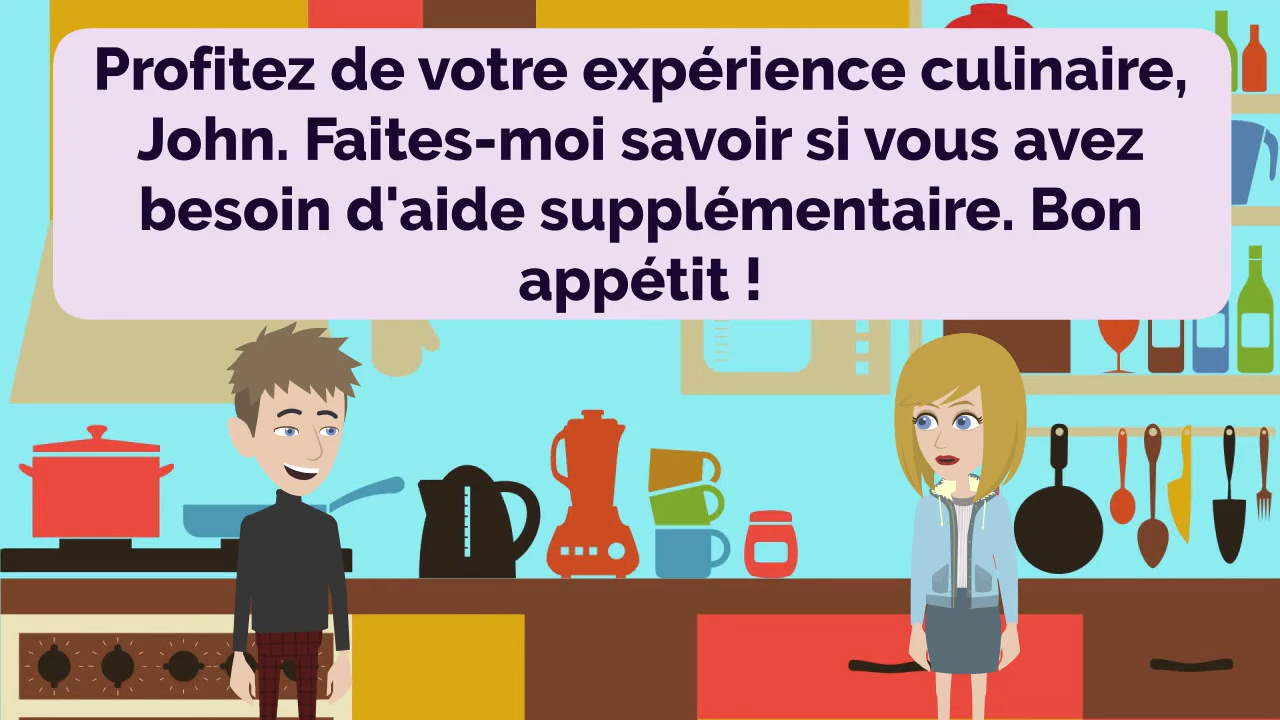 Profitez de votre expérience culinaire,
John. Faites-moi savoir si vous avez
besoin d'aide supplémentaire. Bon
appétit !